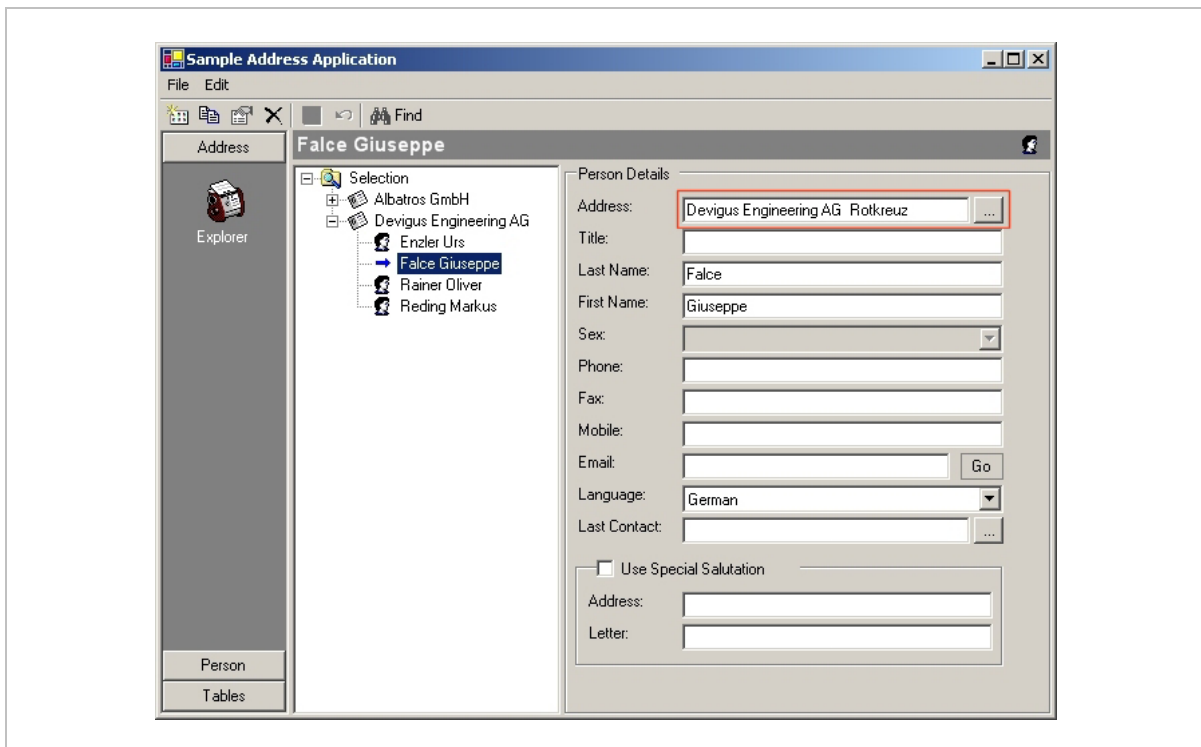 Sample Address Application
File Edit
Find
Address
Explorer
Person
Tables
Falce Giuseppe
Selection
Albatros GmbH
Devigus Engineering AG
Enzler Urs
Falce Giuseppe
Rainer Oliver
Reding Markus
Person Details
Address: Devigus Engineering AG Rotkreuz ...
Title:
Last Name: Falce
First Name: Giuseppe
Sex:
Phone:
Fax:
Mobile:
Email: Go
Language: German
Last Contact: ...
Use Special Salutation
Address:
Letter: